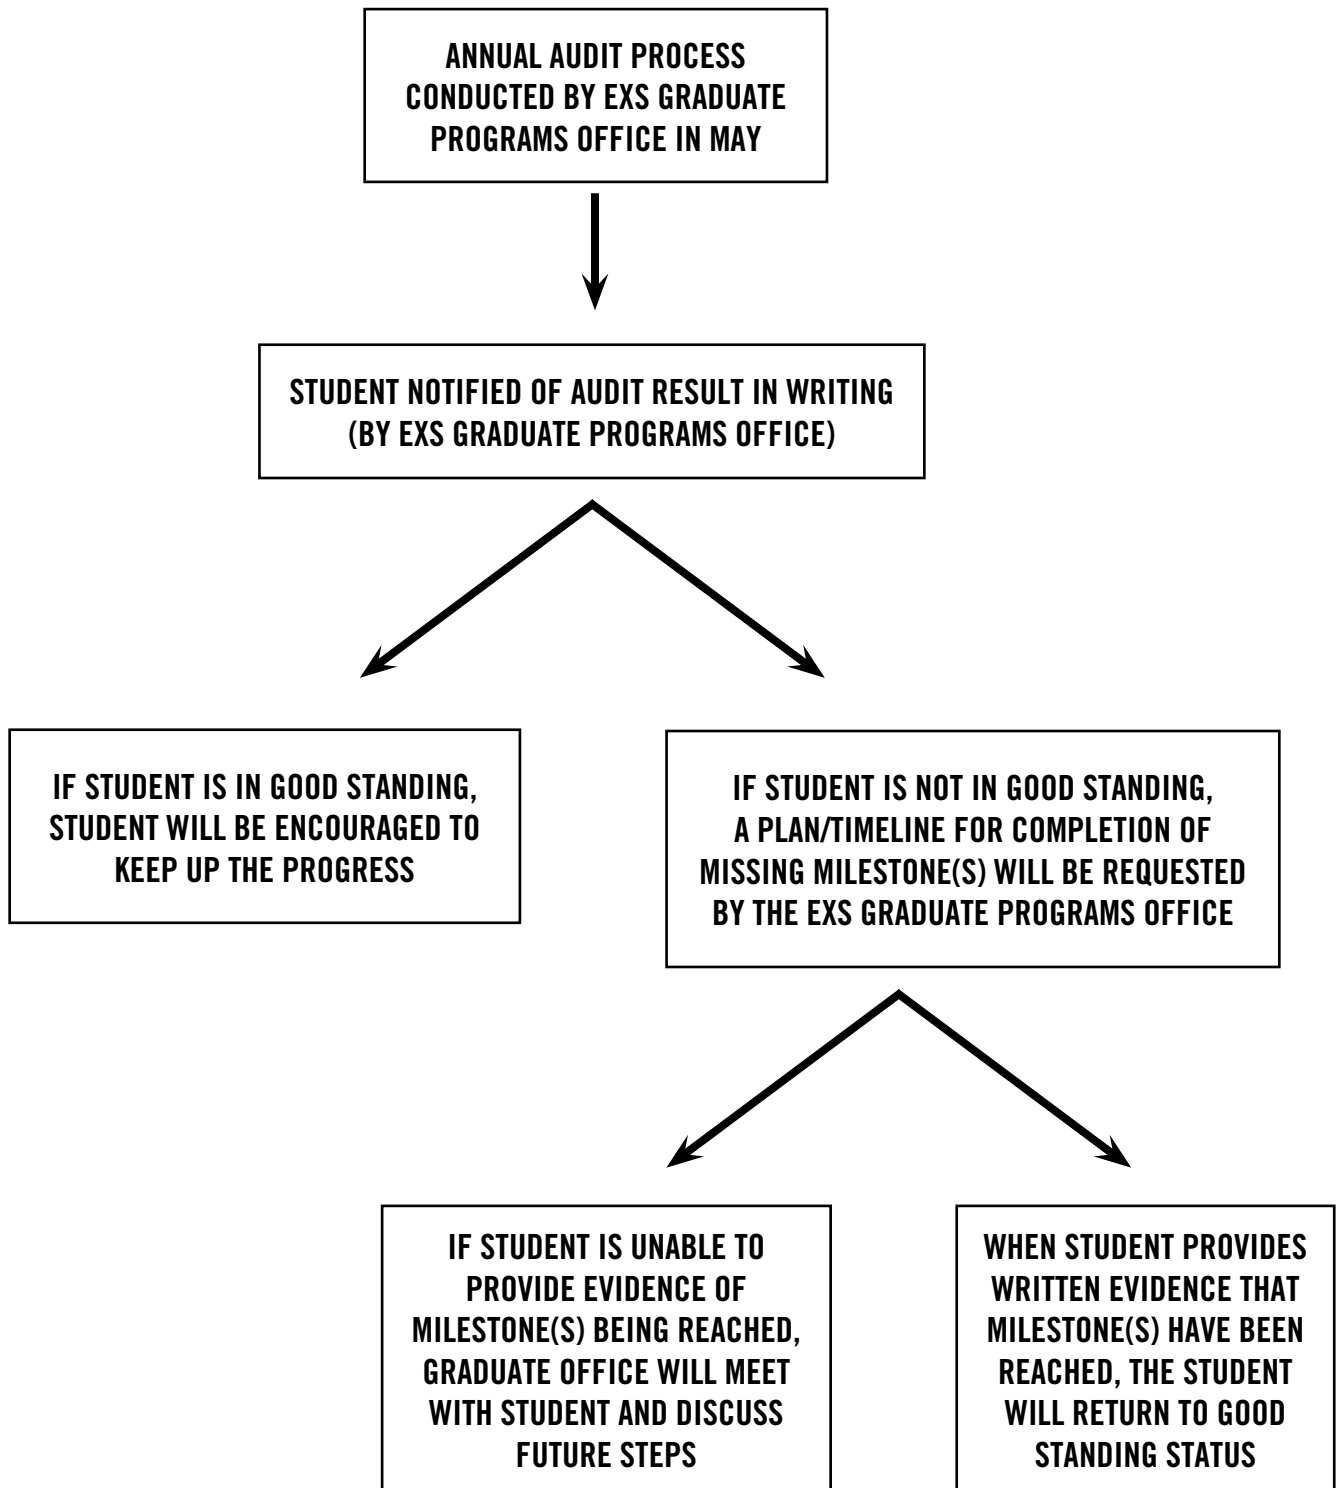 ANNUAL AUDIT PROCESS
CONDUCTED BY EXS GRADUATE
PROGRAMS OFFICE IN MAY
STUDENT NOTIFIED OF AUDIT RESULT IN WRITING
(BY EXS GRADUATE PROGRAMS OFFICE)
IF STUDENT IS IN GOOD STANDING,
STUDENT WILL BE ENCOURAGED TO
KEEP UP THE PROGRESS
IF STUDENT IS NOT IN GOOD STANDING,
A PLAN/TIMELINE FOR COMPLETION OF
MISSING MILESTONE(S) WILL BE REQUESTED
BY THE EXS GRADUATE PROGRAMS OFFICE
IF STUDENT IS UNABLE TO
PROVIDE EVIDENCE OF
MILESTONE(S) BEING REACHED,
GRADUATE OFFICE WILL MEET
WITH STUDENT AND DISCUSS
FUTURE STEPS
WHEN STUDENT PROVIDES
WRITTEN EVIDENCE THAT
MILESTONE(S) HAVE BEEN
REACHED, THE STUDENT
WILL RETURN TO GOOD
STANDING STATUS